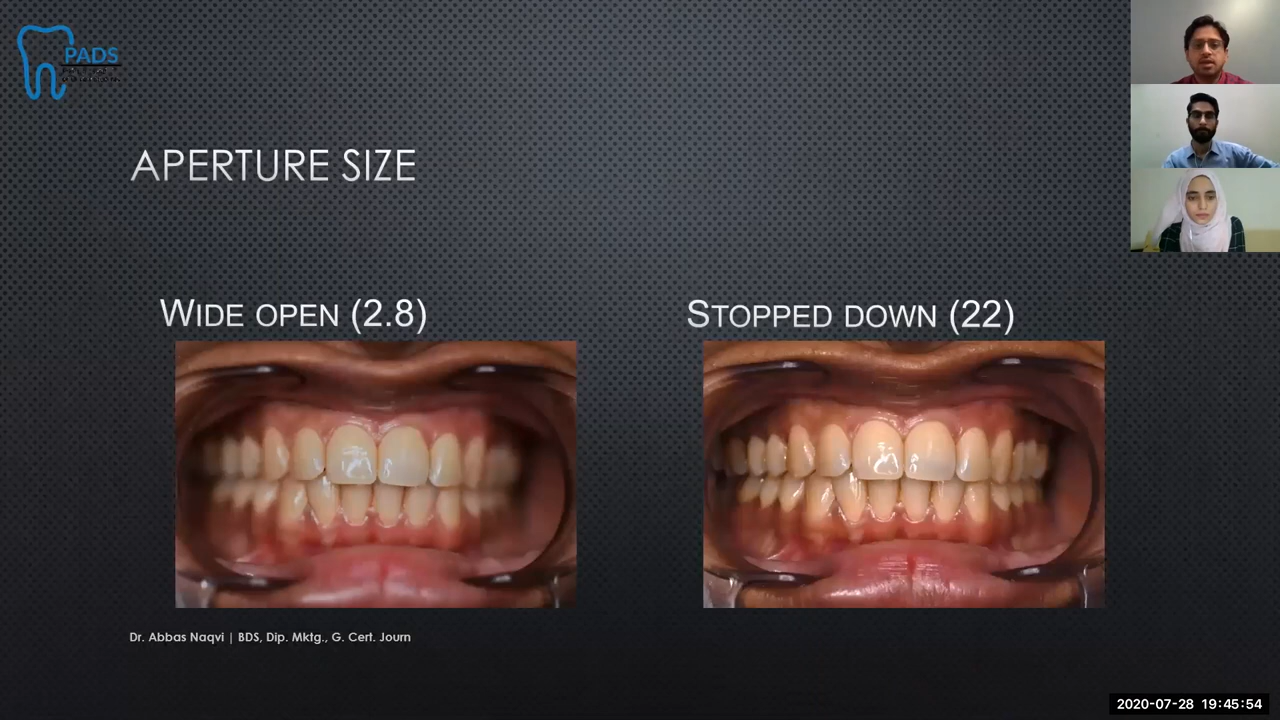 PADS
APERTURE SIZE
WIDE OPEN (2.8)
STOPPED DOWN (22)
Dr. Abbas Naqvi | BDS, Dip. Mktg., G. Cert. Journ
2020-07-28 19:45:54